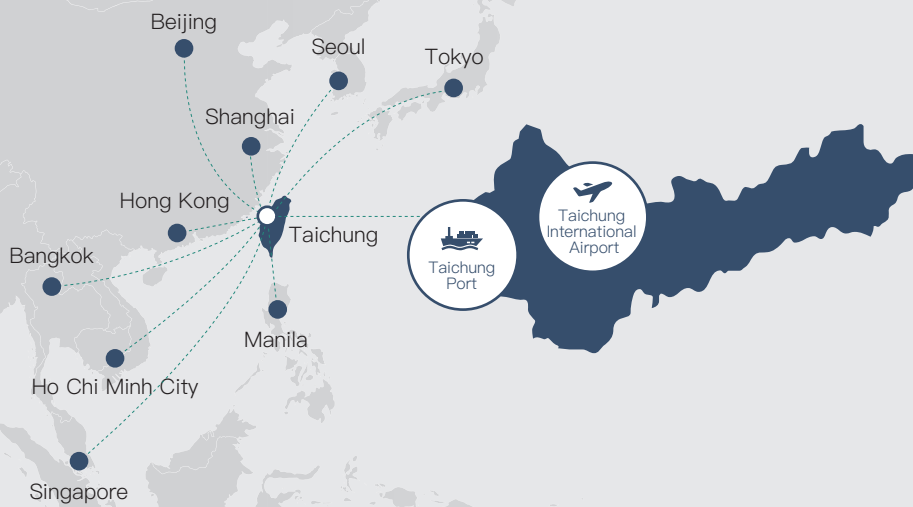 Beijing
Seoul
Tokyo
Shanghai
Hong Kong
Taichung
Bangkok
Manila
Ho Chi Minh City
Singapore
Taichung
Port
Taichung
International
Airport